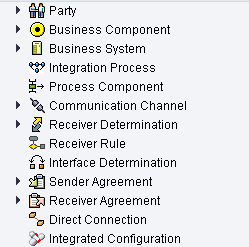 Party
Business Component
Business System
Integration Process
Process Component
Communication Channel
Receiver Determination
Receiver Rule
Interface Determination
Sender Agreement
Receiver Agreement
Direct Connection
Integrated Configuration